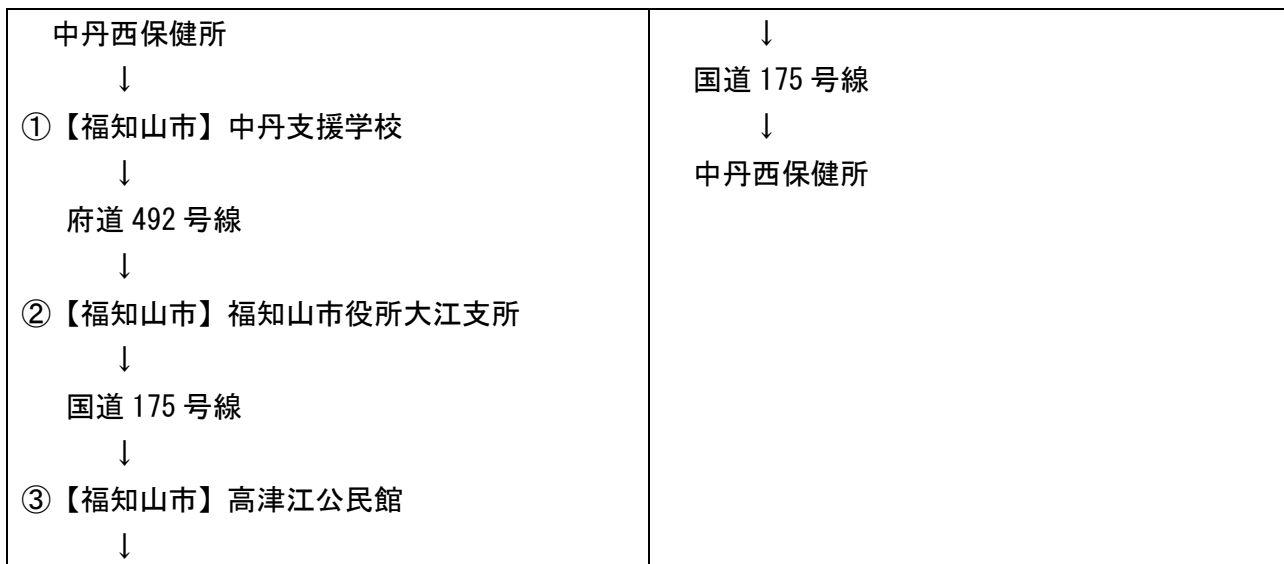 中丹西保健所
↓
①【福知山市】中丹支援学校
↓
府道 492 号線
↓
②【福知山市】福知山市役所大江支所
↓
国道 175 号線
↓
③【福知山市】高津江公民館
↓
↓
国道 175 号線
↓
中丹西保健所